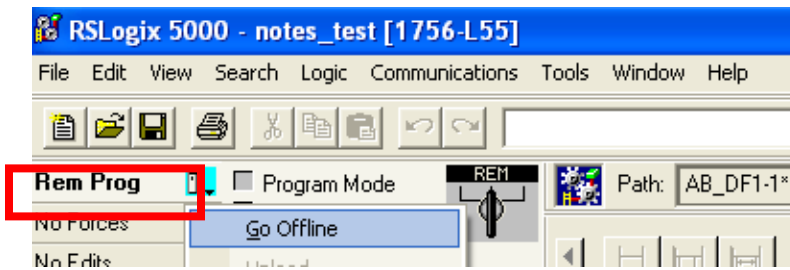 RSLogix 5000 - notes_test [1756-L55]
File Edit View Search Logic Communications Tools Window Help
Rem Prog Program Mode REM Path: AB_DF1-1*
No Forces Go Offline
No Edits Upload